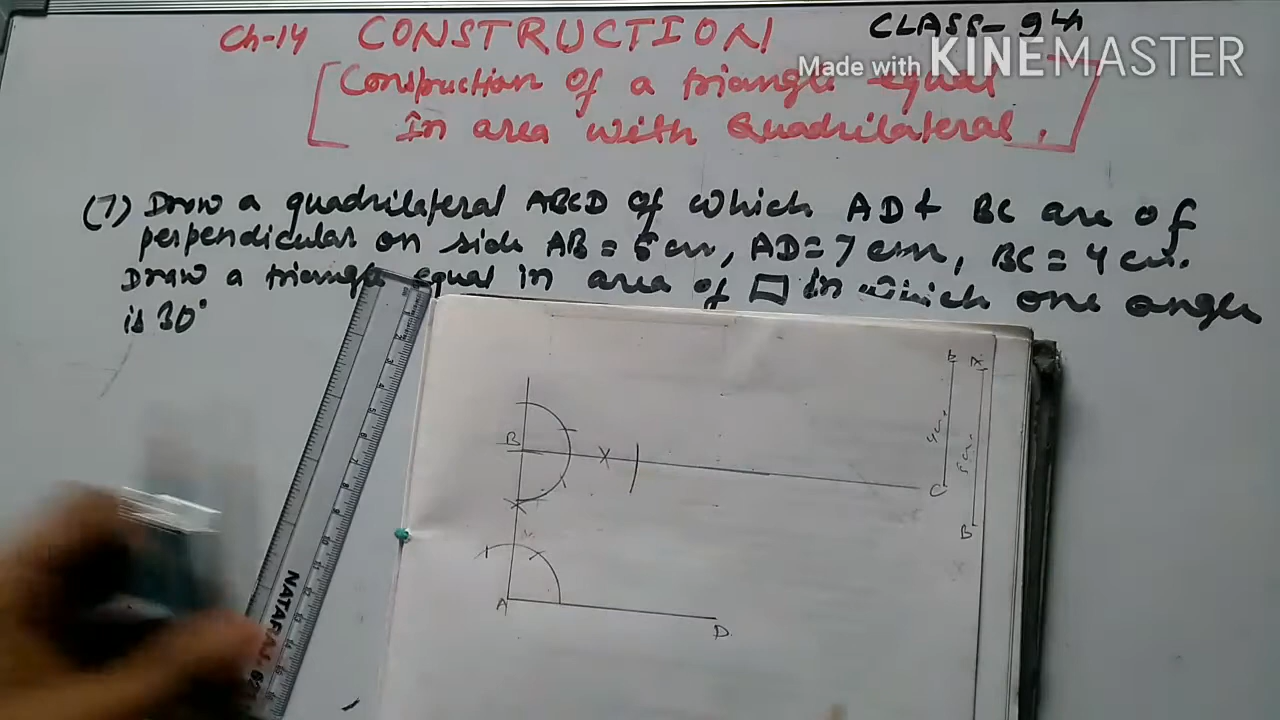 Ch-14 CONSTRUCTION CLASS-9th
Made with KINEMASTER
[Construction of a triangle equal
In area with Quadrilateral.]
(7) Draw a quadrilateral ABCD of which AD & BC are of
perpendicular on side AB = 5 cm, AD = 7 cm, BC = 4 cm.
Draw a triangle equal in area of ▱ in which one angle
is 30°
B
C
A
D
B
NATARAJ 621